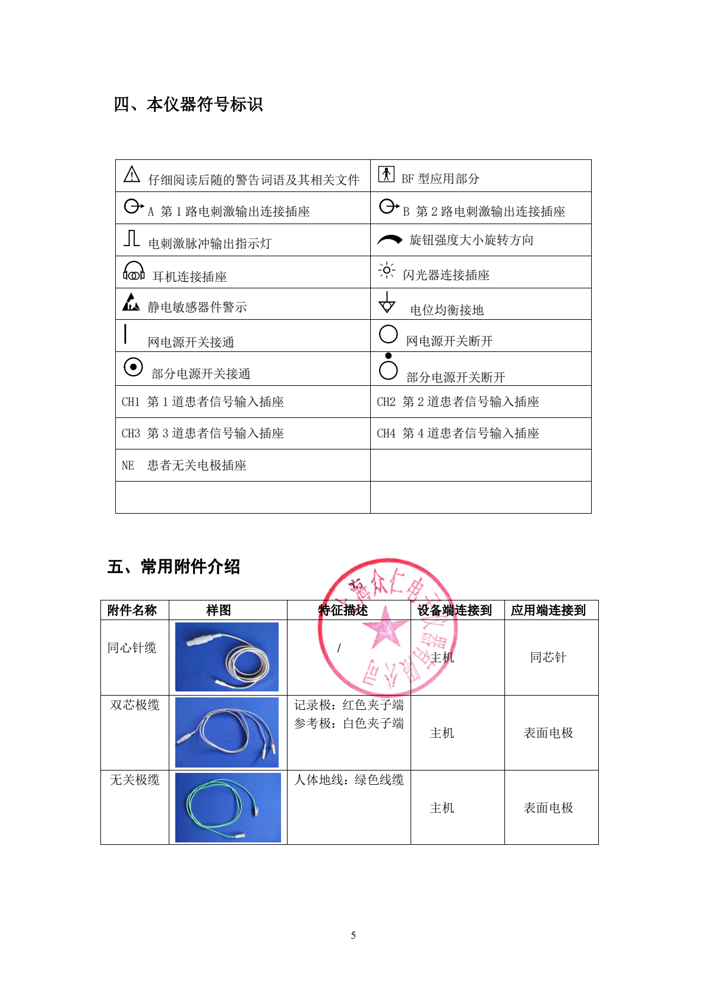 四、本仪器符号标识
仔细阅读后随的警告词语及其相关文件
BF 型应用部分
A 第 1 路电刺激输出连接插座
B 第 2 路电刺激输出连接插座
电刺激脉冲输出指示灯
旋钮强度大小旋转方向
耳机连接插座
闪光器连接插座
静电敏感器件警示
电位均衡接地
网电源开关接通
网电源开关断开
部分电源开关接通
部分电源开关断开
CH1 第 1 道患者信号输入插座
CH2 第 2 道患者信号输入插座
CH3 第 3 道患者信号输入插座
CH4 第 4 道患者信号输入插座
NE 患者无关电极插座
五、常用附件介绍
上海众仁电子仪器有限公司
附件名称 样图 特征描述 设备端连接到 应用端连接到
同心针缆 / 主机 同芯针
双芯极缆
记录极：红色夹子端
参考极：白色夹子端
主机
表面电极
无关极缆
人体地线：绿色线缆
主机
表面电极
5